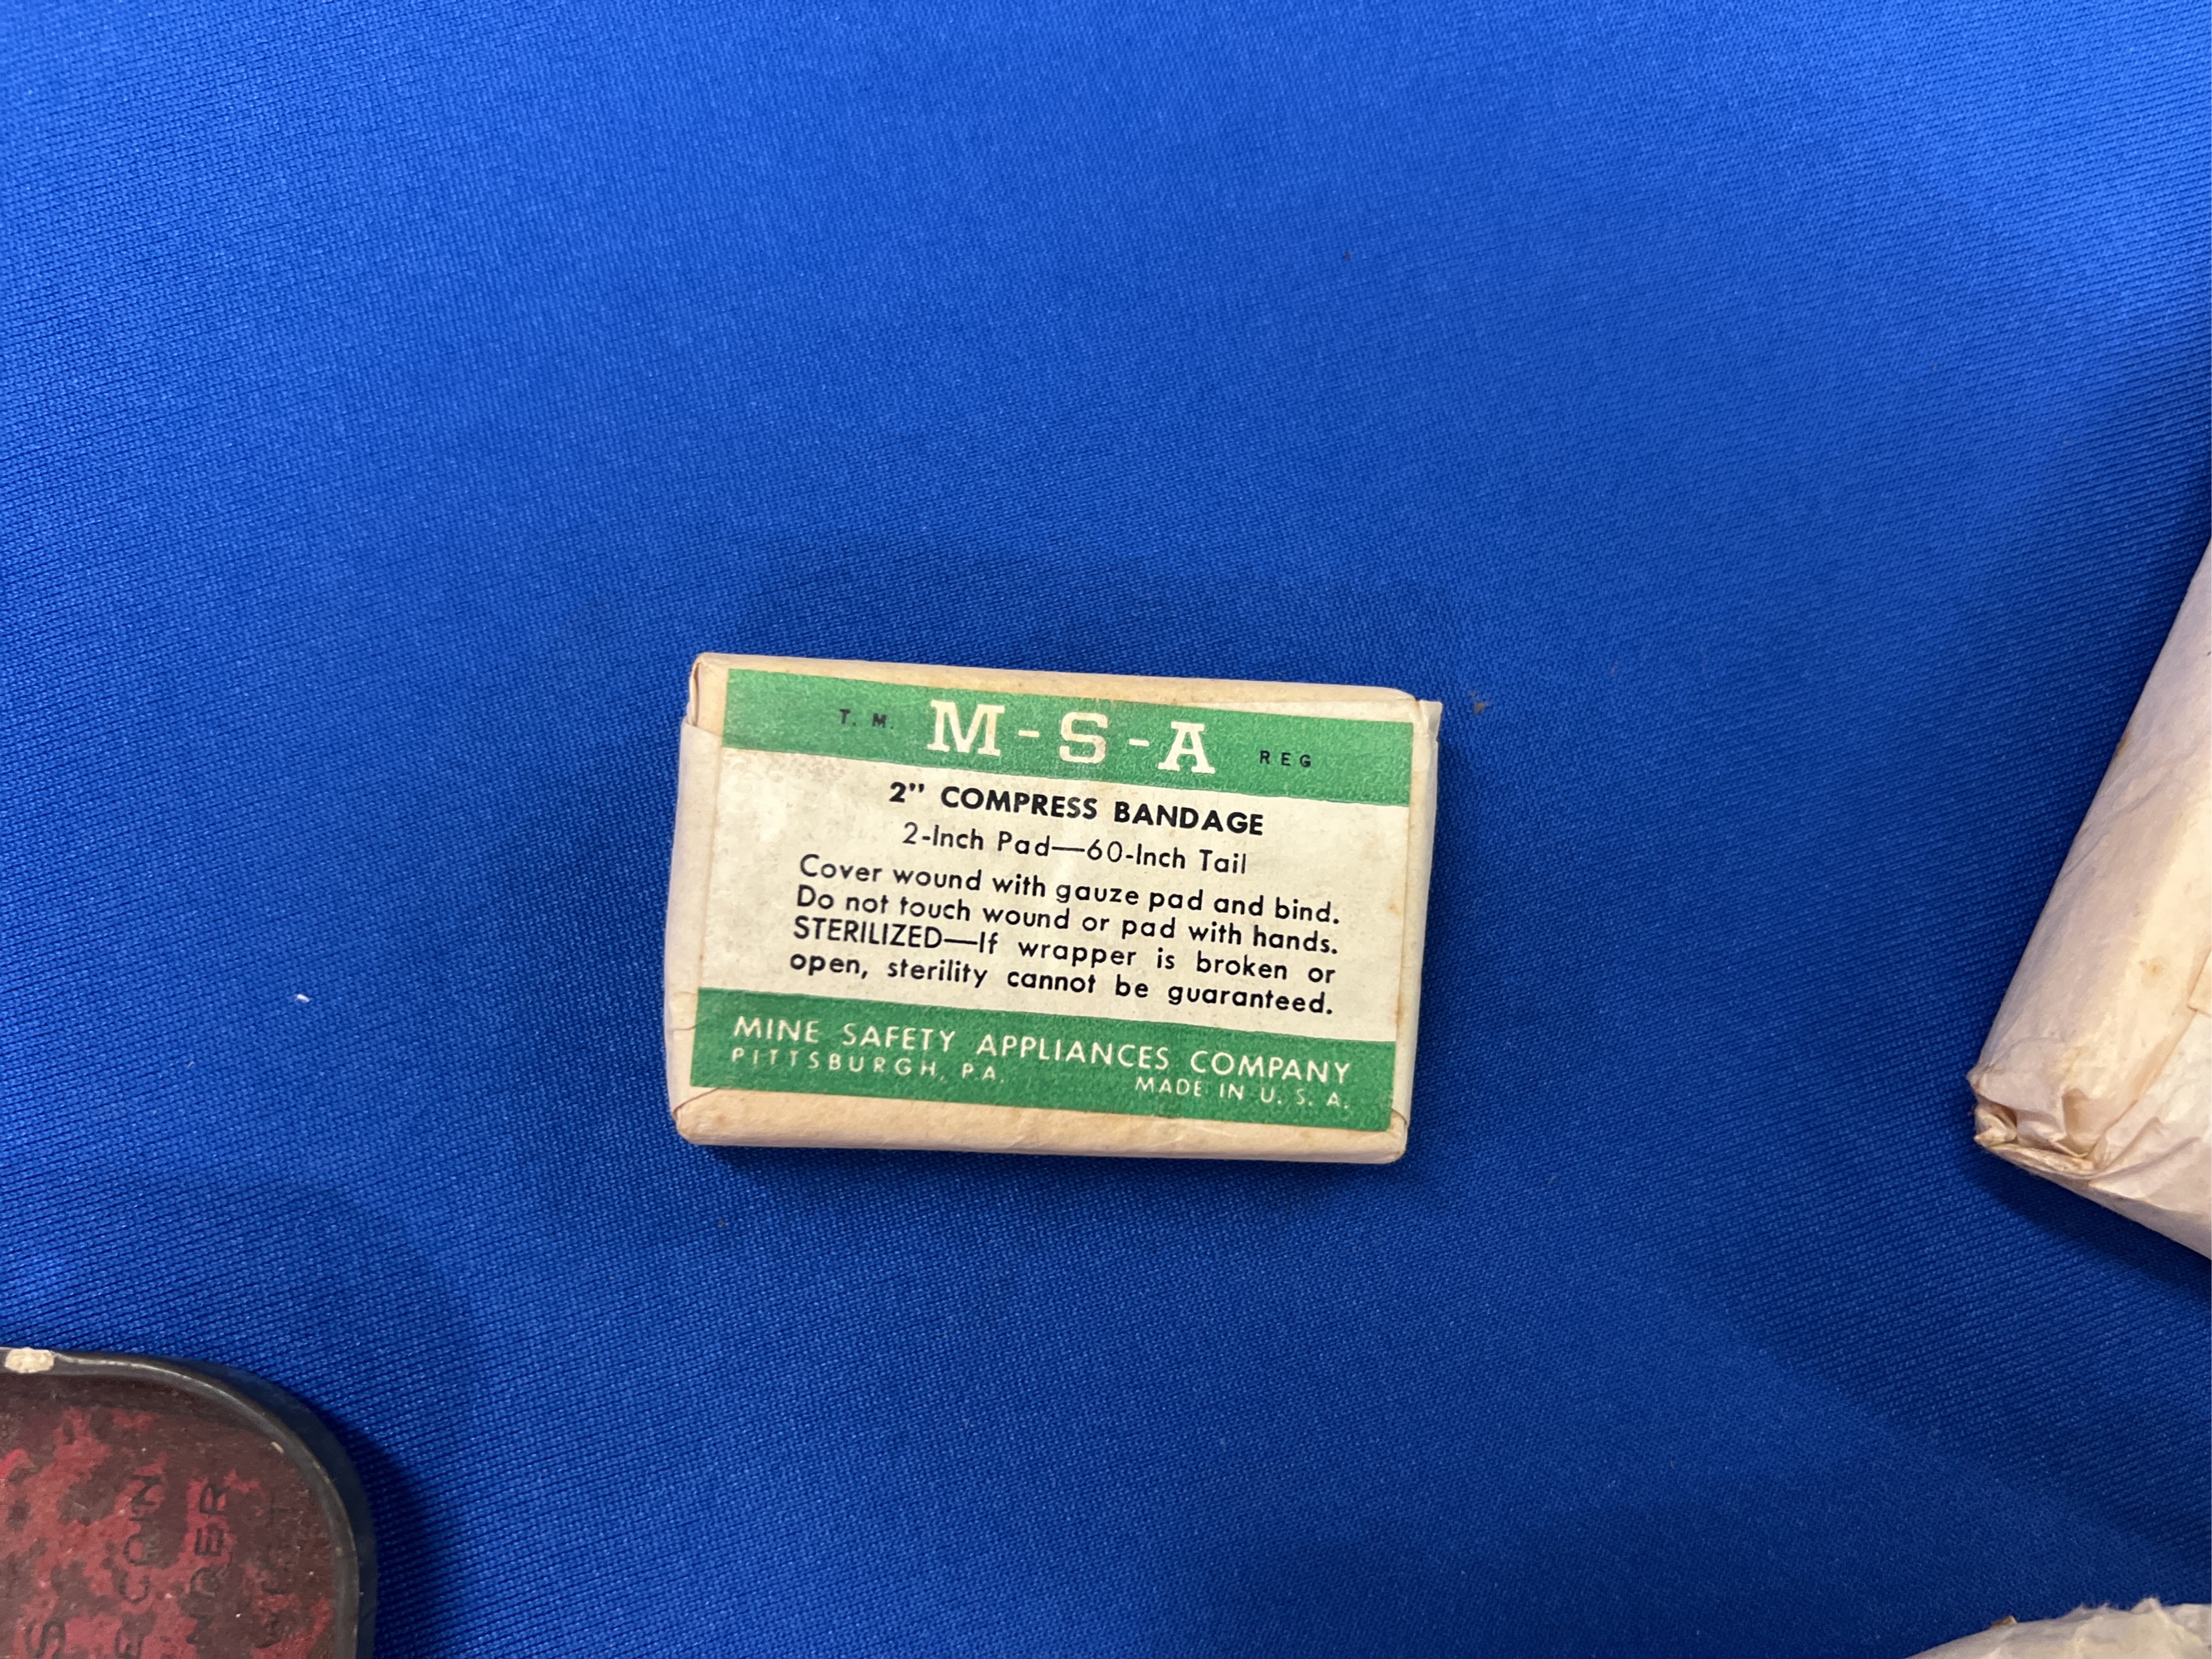 T. M. M-S-A REG
2" COMPRESS BANDAGE
2-Inch Pad—60-Inch Tail
Cover wound with gauze pad and bind.
Do not touch wound or pad with hands.
STERILIZED—If wrapper is broken or
open, sterility cannot be guaranteed.
MINE SAFETY APPLIANCES COMPANY
PITTSBURGH, PA. MADE IN U. S. A.